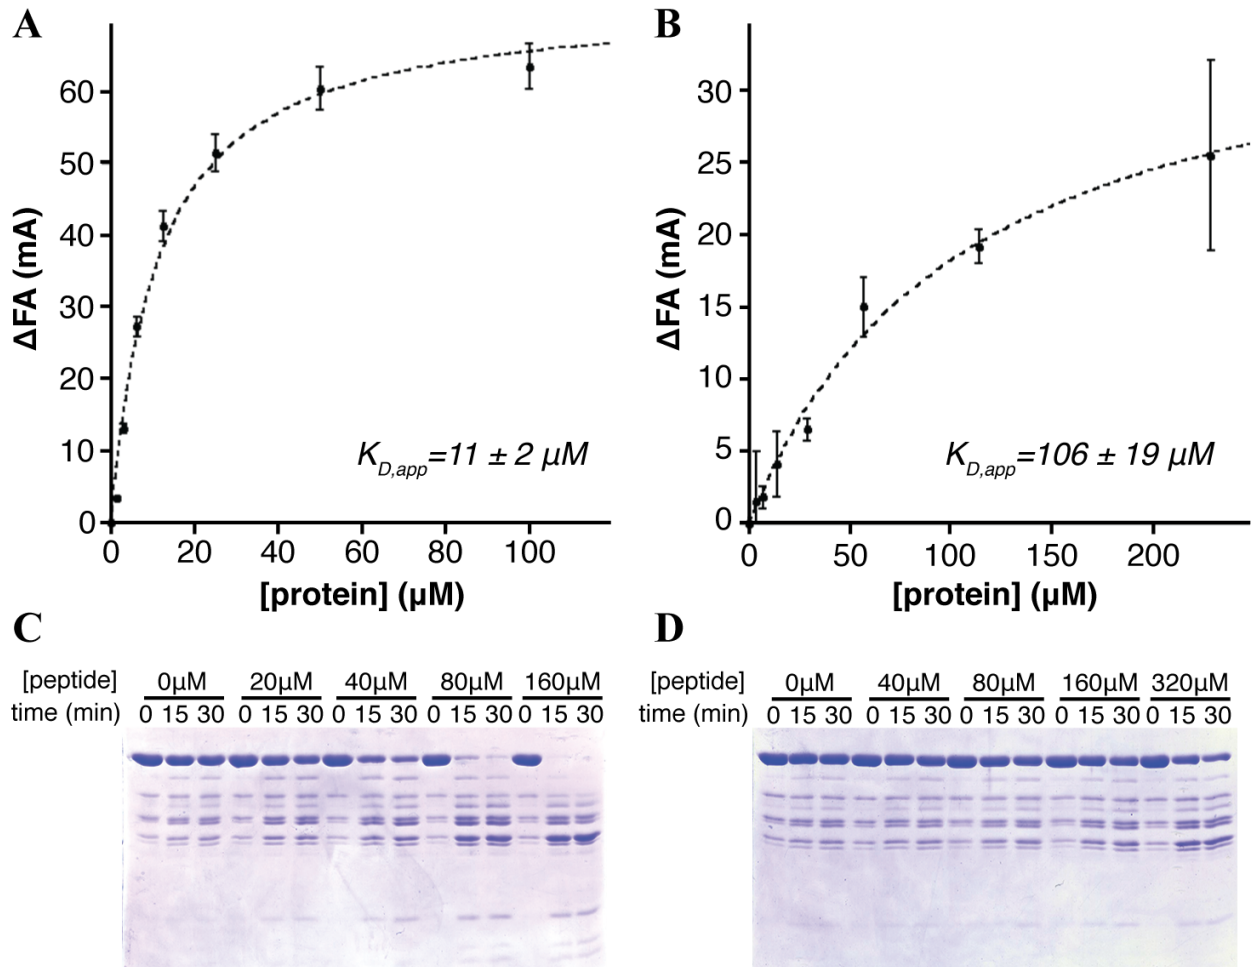 A
ΔFA (mA)
60
50
40
30
20
10
0
K_D,app=11 ± 2 µM
0 20 40 60 80 100
[protein] (µM)
B
ΔFA (mA)
30
25
20
15
10
5
0
K_D,app=106 ± 19 µM
0 50 100 150 200
[protein] (µM)
C
[peptide] 0µM 20µM 40µM 80µM 160µM
time (min) 0 15 30 0 15 30 0 15 30 0 15 30 0 15 30
D
[peptide] 0µM 40µM 80µM 160µM 320µM
time (min) 0 15 30 0 15 30 0 15 30 0 15 30 0 15 30